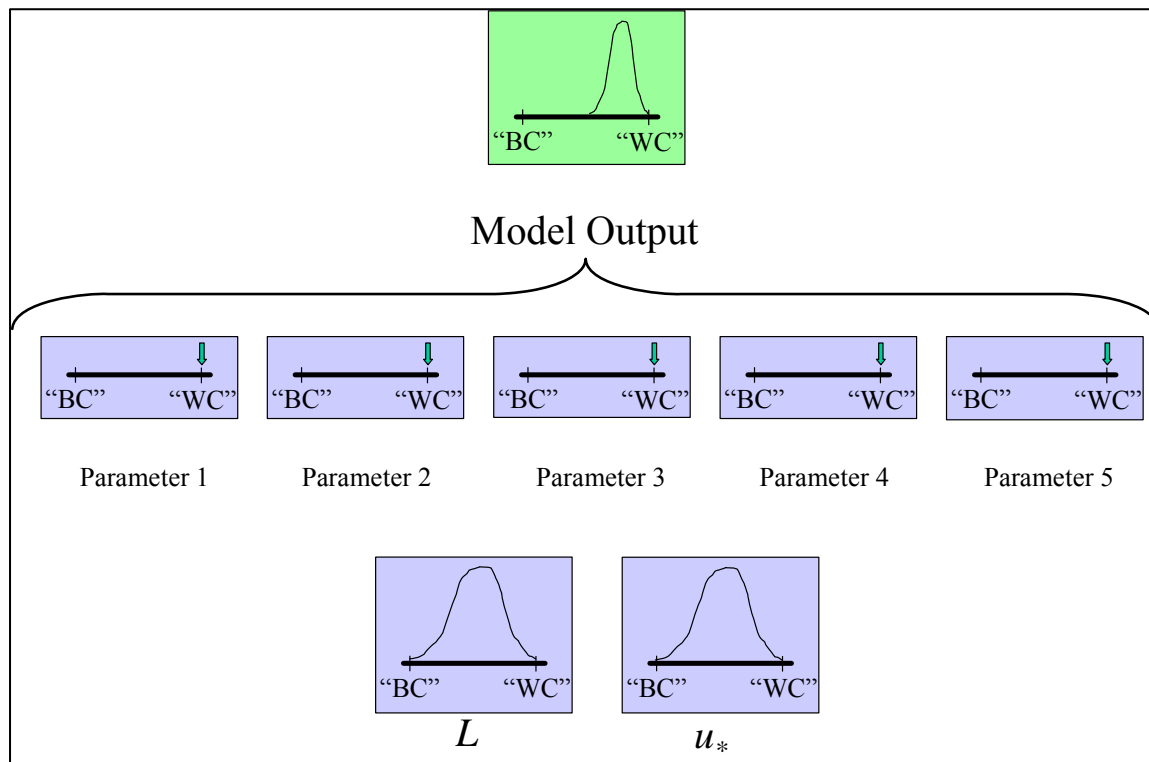 “BC” “WC”
Model Output
“BC” “WC” “BC” “WC” “BC” “WC” “BC” “WC” “BC” “WC”
Parameter 1 Parameter 2 Parameter 3 Parameter 4 Parameter 5
“BC” “WC” “BC” “WC”
L u*